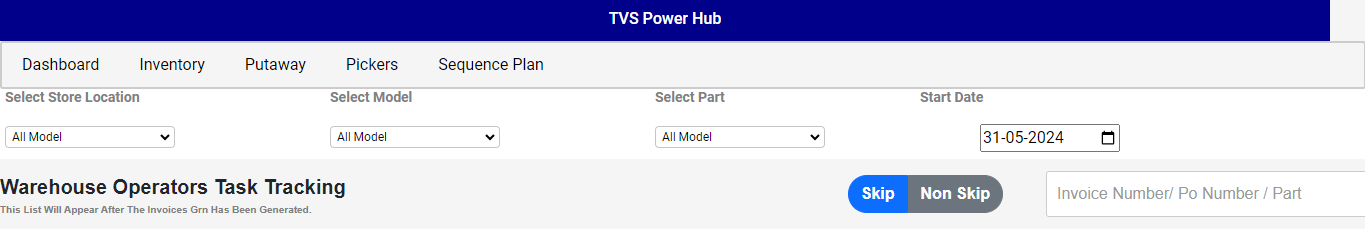 TVS Power Hub
Dashboard Inventory Putaway Pickers Sequence Plan
Select Store Location Select Model Select Part Start Date
All Model All Model All Model 31-05-2024
Warehouse Operators Task Tracking
Skip Non Skip Invoice Number/ Po Number / Part
This List Will Appear After The Invoices Grn Has Been Generated.